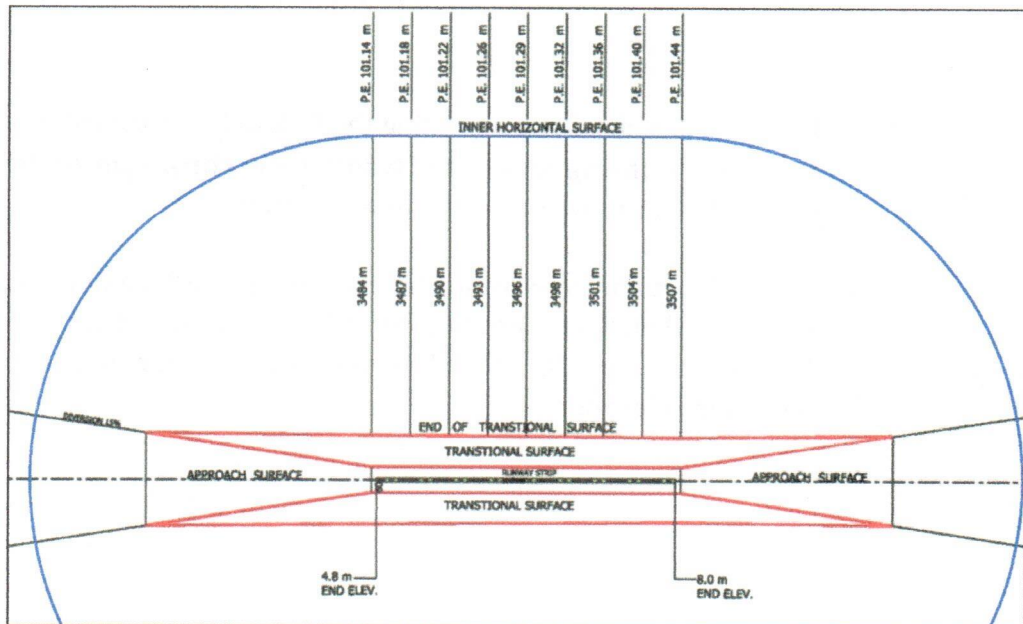 P.E. 101.14 m
P.E. 101.18 m
P.E. 101.22 m
P.E. 101.26 m
P.E. 101.29 m
P.E. 101.32 m
P.E. 101.36 m
P.E. 101.40 m
P.E. 101.44 m
INNER HORIZONTAL SURFACE
3484 m
3487 m
3490 m
3493 m
3496 m
3498 m
3501 m
3504 m
3507 m
DIVERSION 15%
END OF TRANSTIONAL SURFACE
TRANSTIONAL SURFACE
RUNWAY STRIP
APPROACH SURFACE
APPROACH SURFACE
TRANSTIONAL SURFACE
4.8 m
END ELEV.
8.0 m
END ELEV.